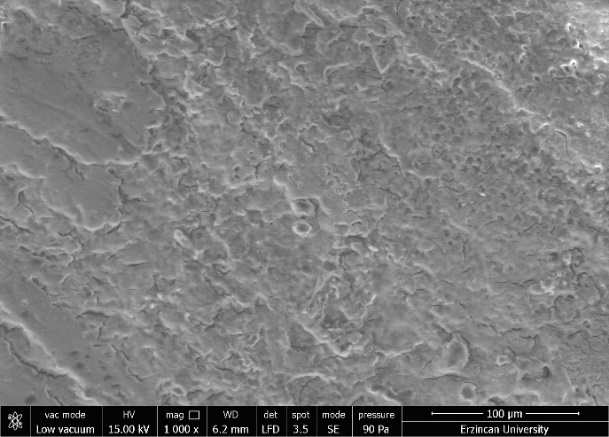 vac mode HV mag WD det spot mode pressure 100 µm
Low vacuum 15.00 kV 1 000 x 6.2 mm LFD 3.5 SE 90 Pa Erzincan University